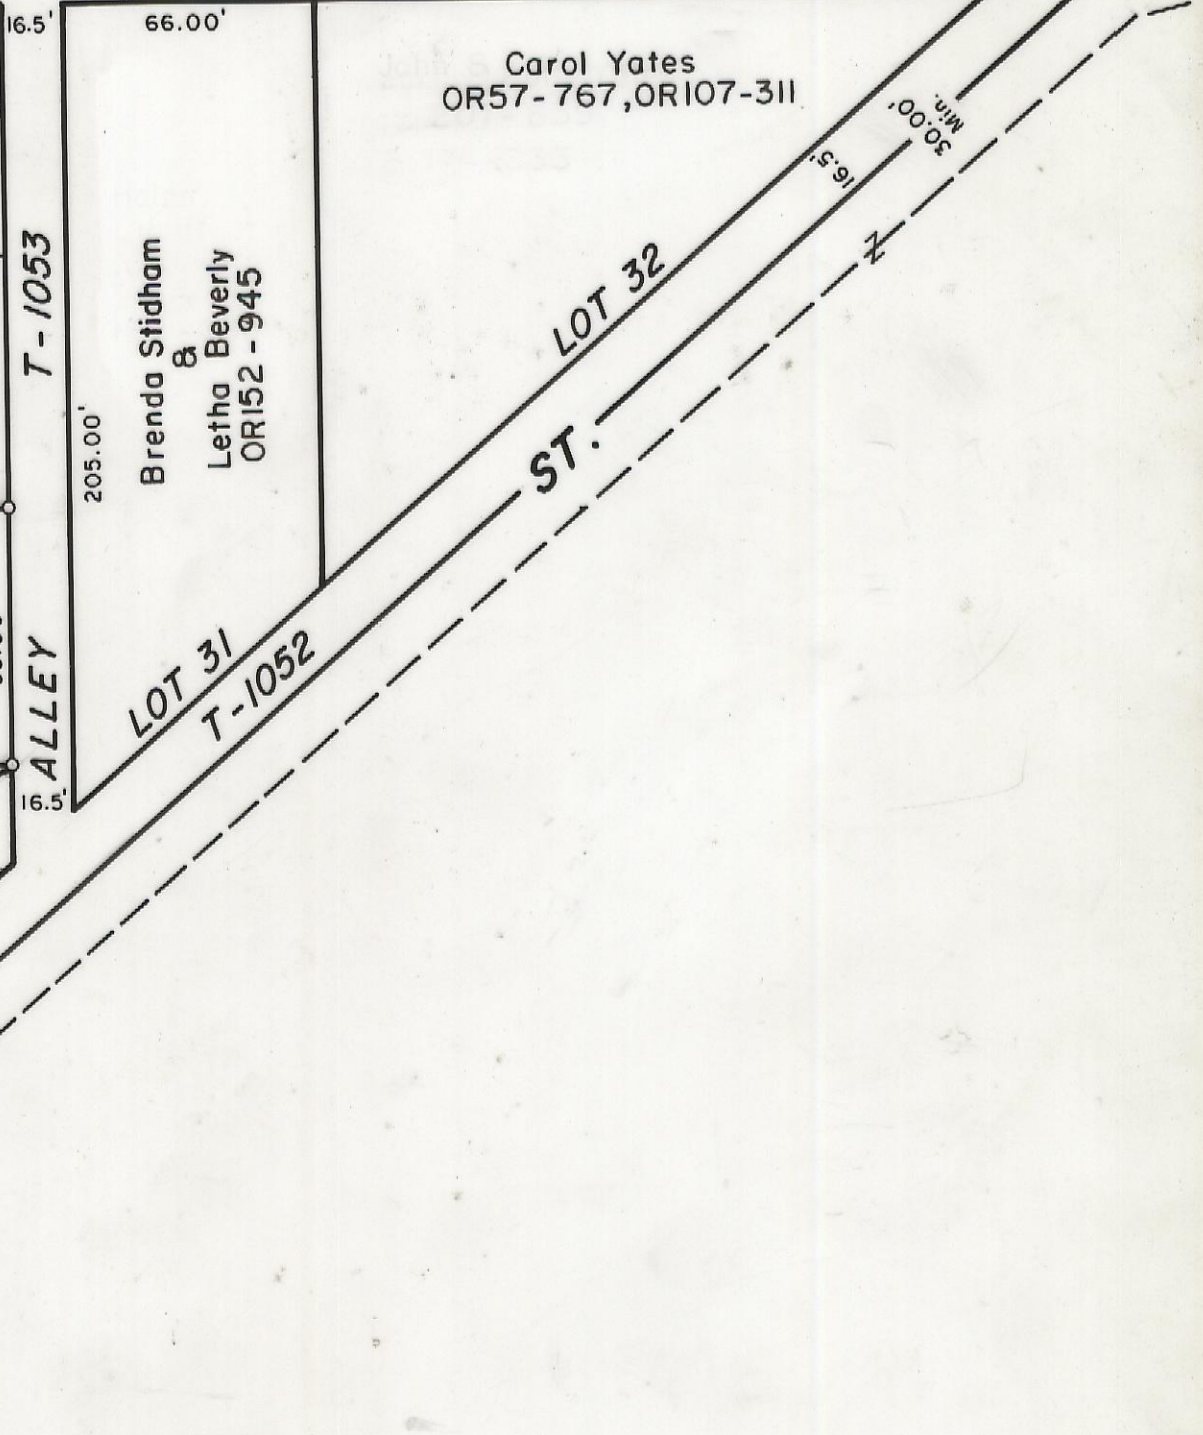 16.5'
66.00'
Carol Yates
OR57-767,OR107-311
30.00'
Min.
16.5'
T-1053
Brenda Stidham
&
Letha Beverly
OR152-945
205.00'
LOT 32
ST.
LOT 31
T-1052
ALLEY
16.5'
Z